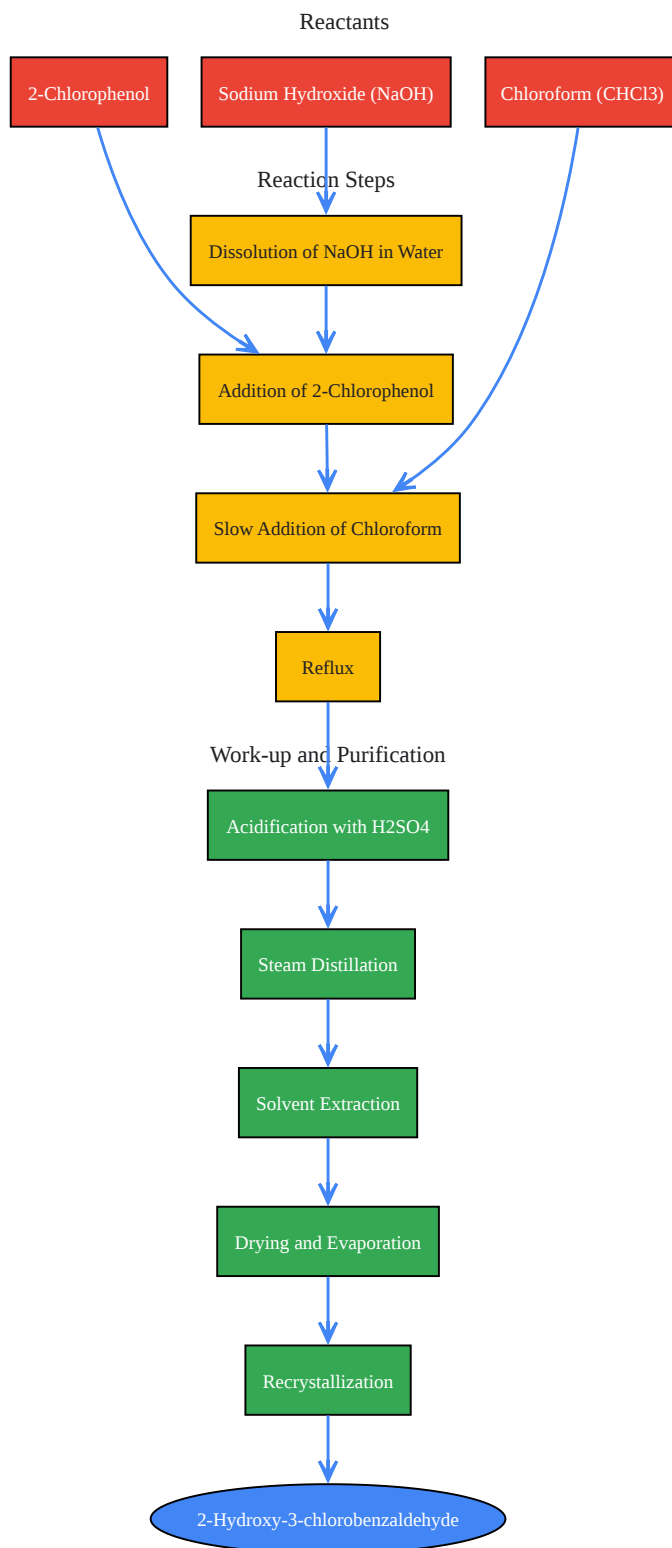 Reactants
2-Chlorophenol
Sodium Hydroxide (NaOH)
Chloroform (CHCl3)
Reaction Steps
Dissolution of NaOH in Water
Addition of 2-Chlorophenol
Slow Addition of Chloroform
Reflux
Work-up and Purification
Acidification with H2SO4
Steam Distillation
Solvent Extraction
Drying and Evaporation
Recrystallization
2-Hydroxy-3-chlorobenzaldehyde